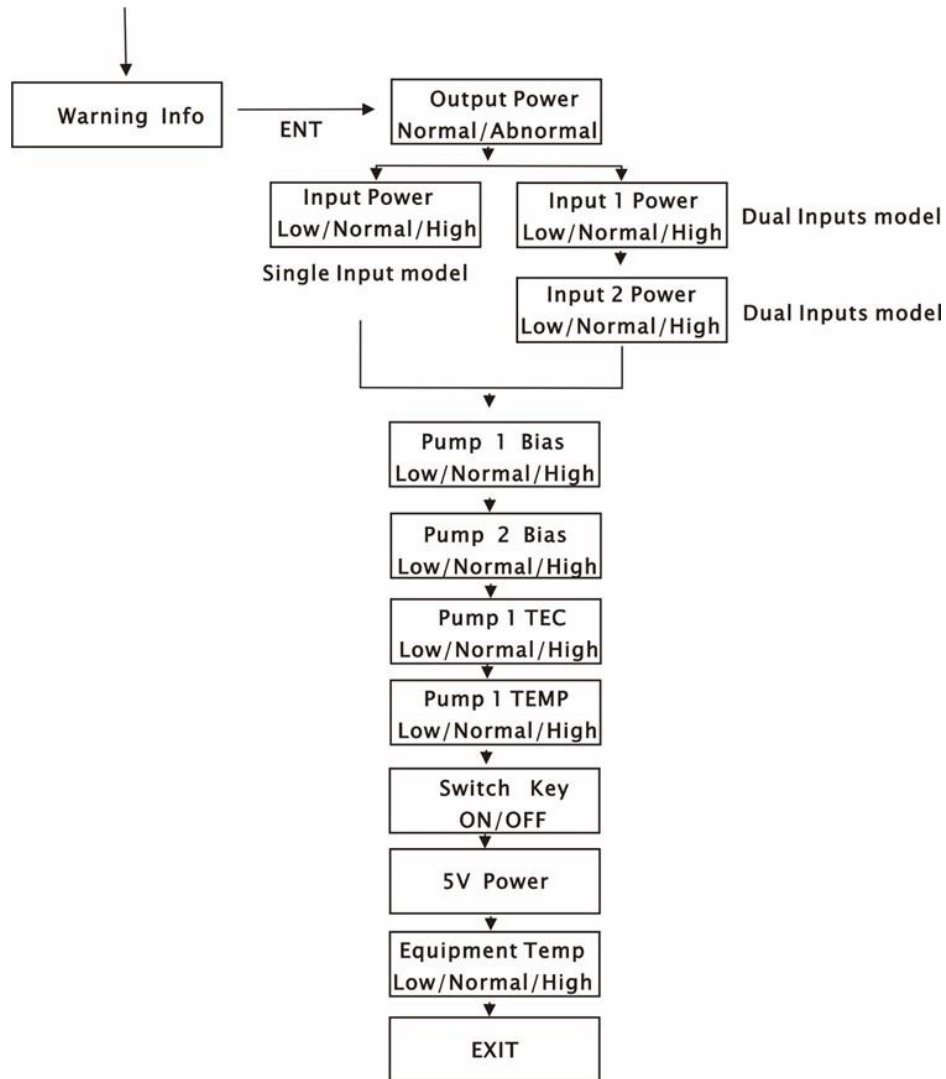 Warning Info
ENT
Output Power
Normal/Abnormal
Input Power
Low/Normal/High
Single Input model
Input 1 Power
Low/Normal/High
Dual Inputs model
Input 2 Power
Low/Normal/High
Dual Inputs model
Pump 1 Bias
Low/Normal/High
Pump 2 Bias
Low/Normal/High
Pump 1 TEC
Low/Normal/High
Pump 1 TEMP
Low/Normal/High
Switch Key
ON/OFF
5V Power
Equipment Temp
Low/Normal/High
EXIT